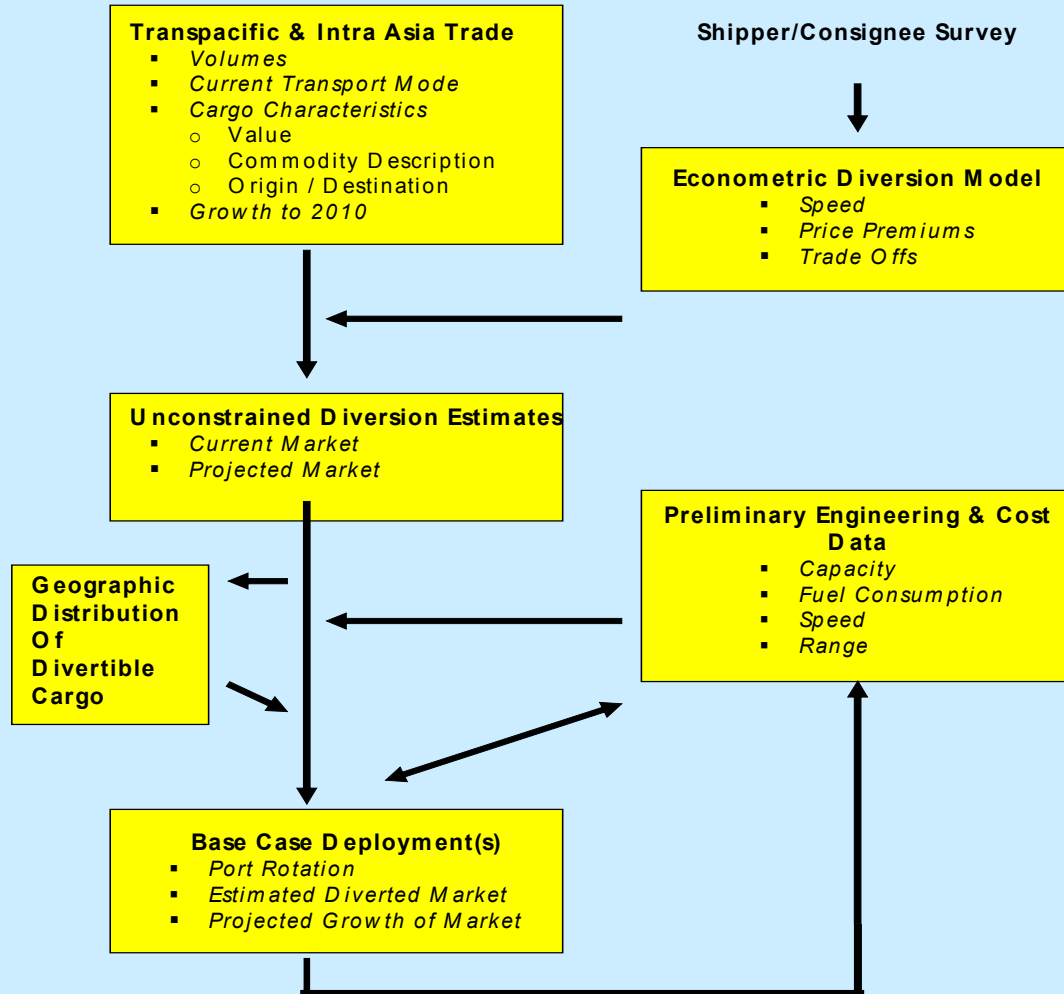 Transpacific & Intra Asia Trade
▪ Volumes
▪ Current Transport Mode
▪ Cargo Characteristics
o Value
o Commodity Description
o Origin / Destination
▪ Growth to 2010
Shipper/Consignee Survey
Econometric Diversion Model
▪ Speed
▪ Price Premiums
▪ Trade Offs
Unconstrained Diversion Estimates
▪ Current Market
▪ Projected Market
Preliminary Engineering & Cost
Data
▪ Capacity
▪ Fuel Consumption
▪ Speed
▪ Range
Geographic
Distribution
Of
Divertible
Cargo
Base Case Deployment(s)
▪ Port Rotation
▪ Estimated Diverted Market
▪ Projected Growth of Market